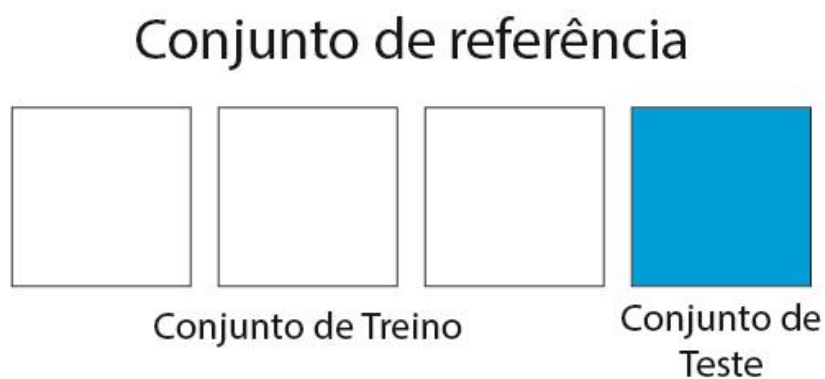 Conjunto de referência
Conjunto de Treino
Conjunto de
Teste